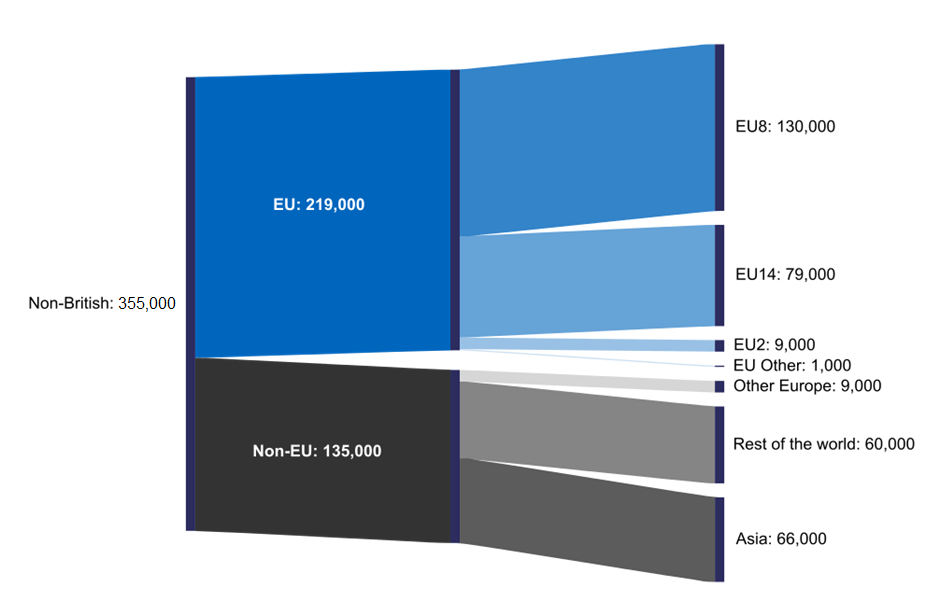 Non-British: 355,000
EU: 219,000
Non-EU: 135,000
EU8: 130,000
EU14: 79,000
EU2: 9,000
EU Other: 1,000
Other Europe: 9,000
Rest of the world: 60,000
Asia: 66,000